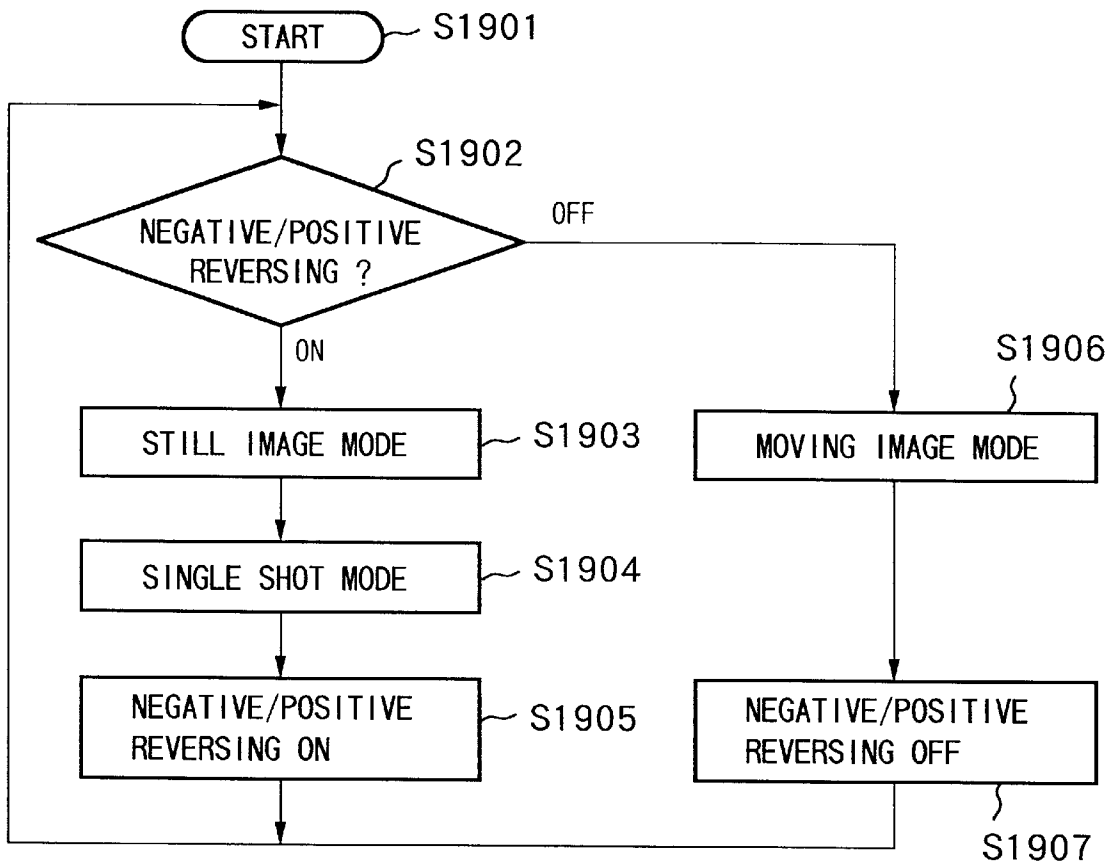 START
S1901
S1902
NEGATIVE/POSITIVE
REVERSING ?
OFF
ON
S1906
STILL IMAGE MODE
S1903
MOVING IMAGE MODE
SINGLE SHOT MODE
S1904
NEGATIVE/POSITIVE
REVERSING ON
S1905
NEGATIVE/POSITIVE
REVERSING OFF
S1907